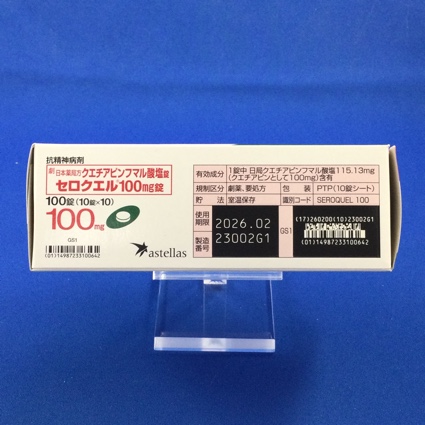 抗精神病剤
劇 日本薬局方 クエチアピンフマル酸塩錠
セロクエル®100mg錠
100錠(10錠×10)
100mg
GS1
(01)14987233100642
astellas
有効成分 1錠中 日局クエチアピンフマル酸塩115.13mg
(クエチアピンとして100mg)含有
規制区分 劇薬、要処方 包装 PTP(10錠シート)
貯法 室温保存 識別コード SEROQUEL 100
使用期限 2026.02
製造番号 23002G1
GS1
(17)260200(10)23002G1
(01)14987233100642